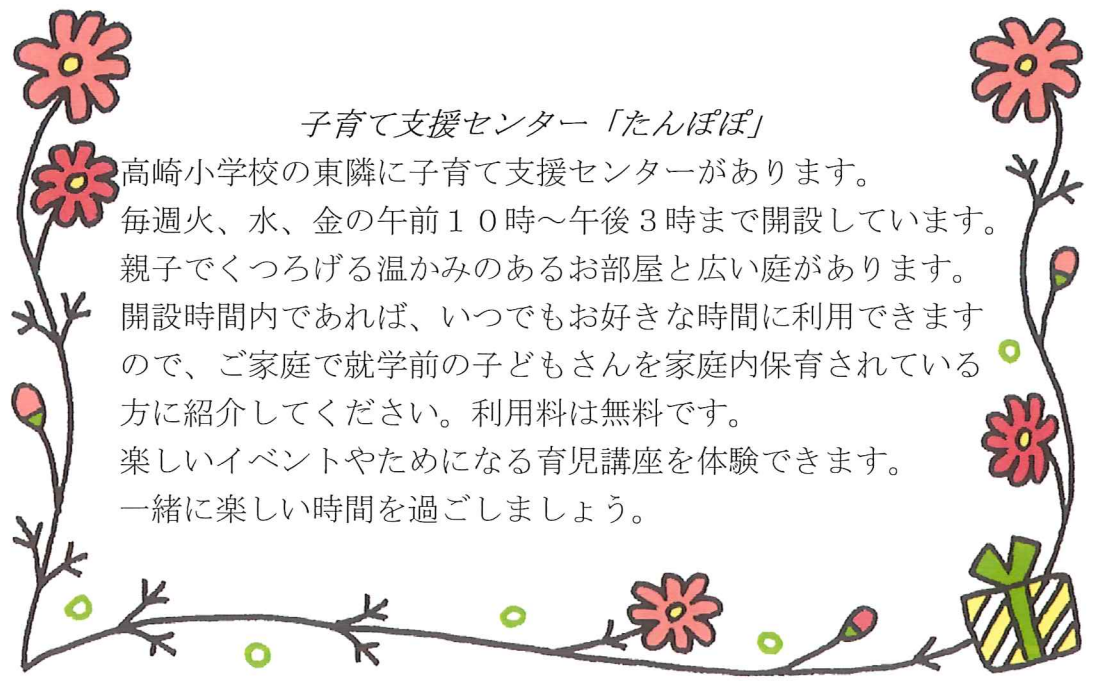 子育て支援センター「たんぽぽ」
高崎小学校の東隣に子育て支援センターがあります。
毎週火、水、金の午前１０時～午後３時まで開設しています。
親子でくつろげる温かみのあるお部屋と広い庭があります。
開設時間内であれば、いつでもお好きな時間に利用できます
ので、ご家庭で就学前の子どもさんを家庭内保育されている
方に紹介してください。利用料は無料です。
楽しいイベントやためになる育児講座を体験できます。
一緒に楽しい時間を過ごしましょう。